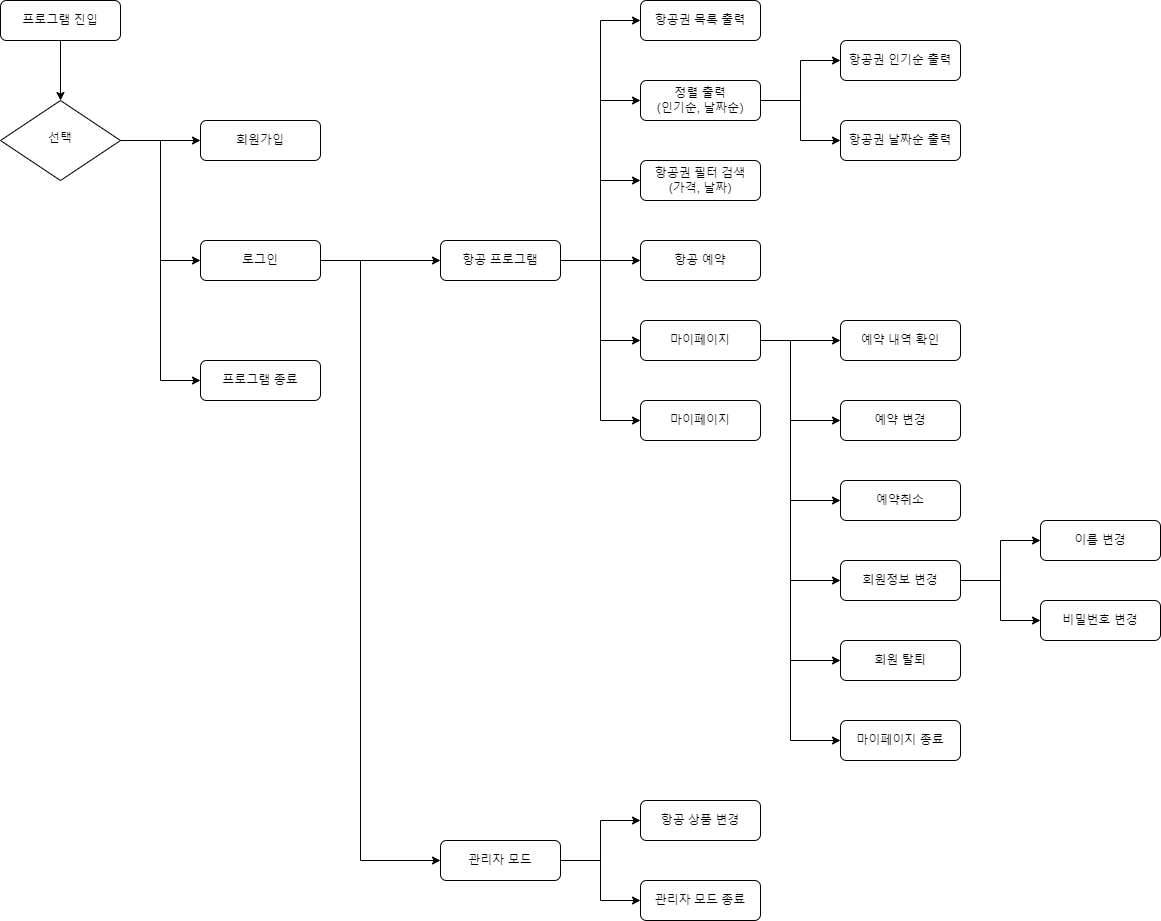 프로그램 진입
선택
회원가입
로그인
프로그램 종료
항공 프로그램
항공권 목록 출력
정렬 출력
(인기순, 날짜순)
항공권 인기순 출력
항공권 날짜순 출력
항공권 필터 검색
(가격, 날짜)
항공 예약
마이페이지
예약 내역 확인
예약 변경
예약취소
회원정보 변경
이름 변경
비밀번호 변경
회원 탈퇴
마이페이지 종료
마이페이지
관리자 모드
항공 상품 변경
관리자 모드 종료